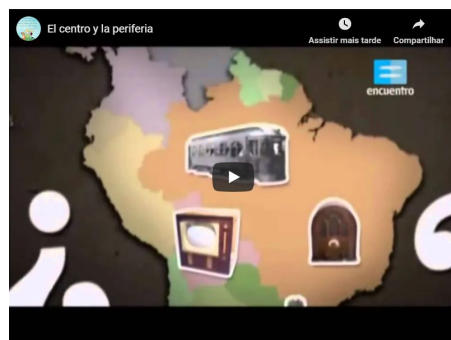 El centro y la periferia
Assistir mais tarde
Compartilhar
encuentro